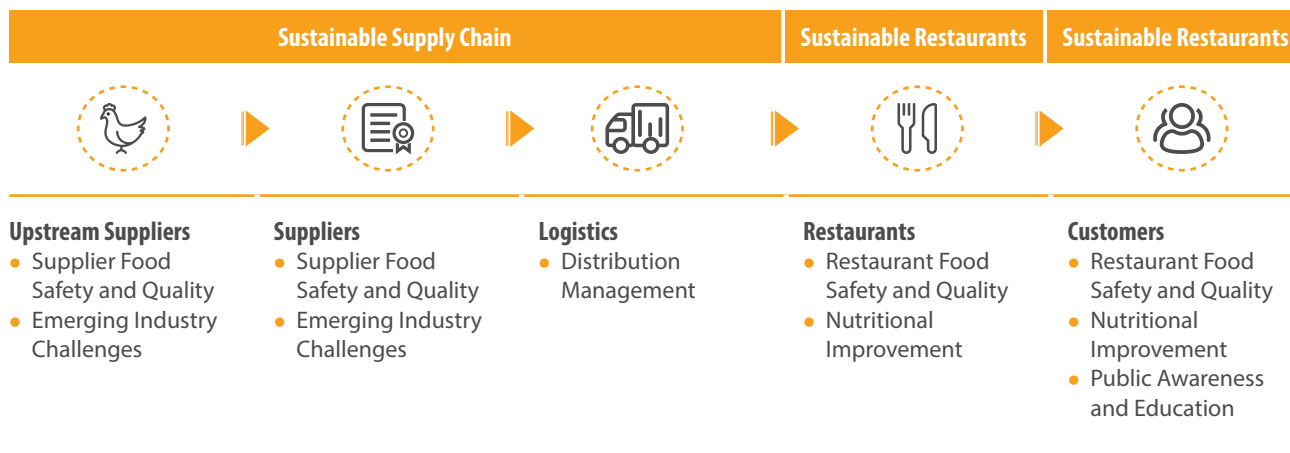 Sustainable Supply Chain
Sustainable Restaurants
Sustainable Restaurants
Upstream Suppliers
● Supplier Food
Safety and Quality
● Emerging Industry
Challenges
Suppliers
● Supplier Food
Safety and Quality
● Emerging Industry
Challenges
Logistics
● Distribution
Management
Restaurants
● Restaurant Food
Safety and Quality
● Nutritional
Improvement
Customers
● Restaurant Food
Safety and Quality
● Nutritional
Improvement
● Public Awareness
and Education